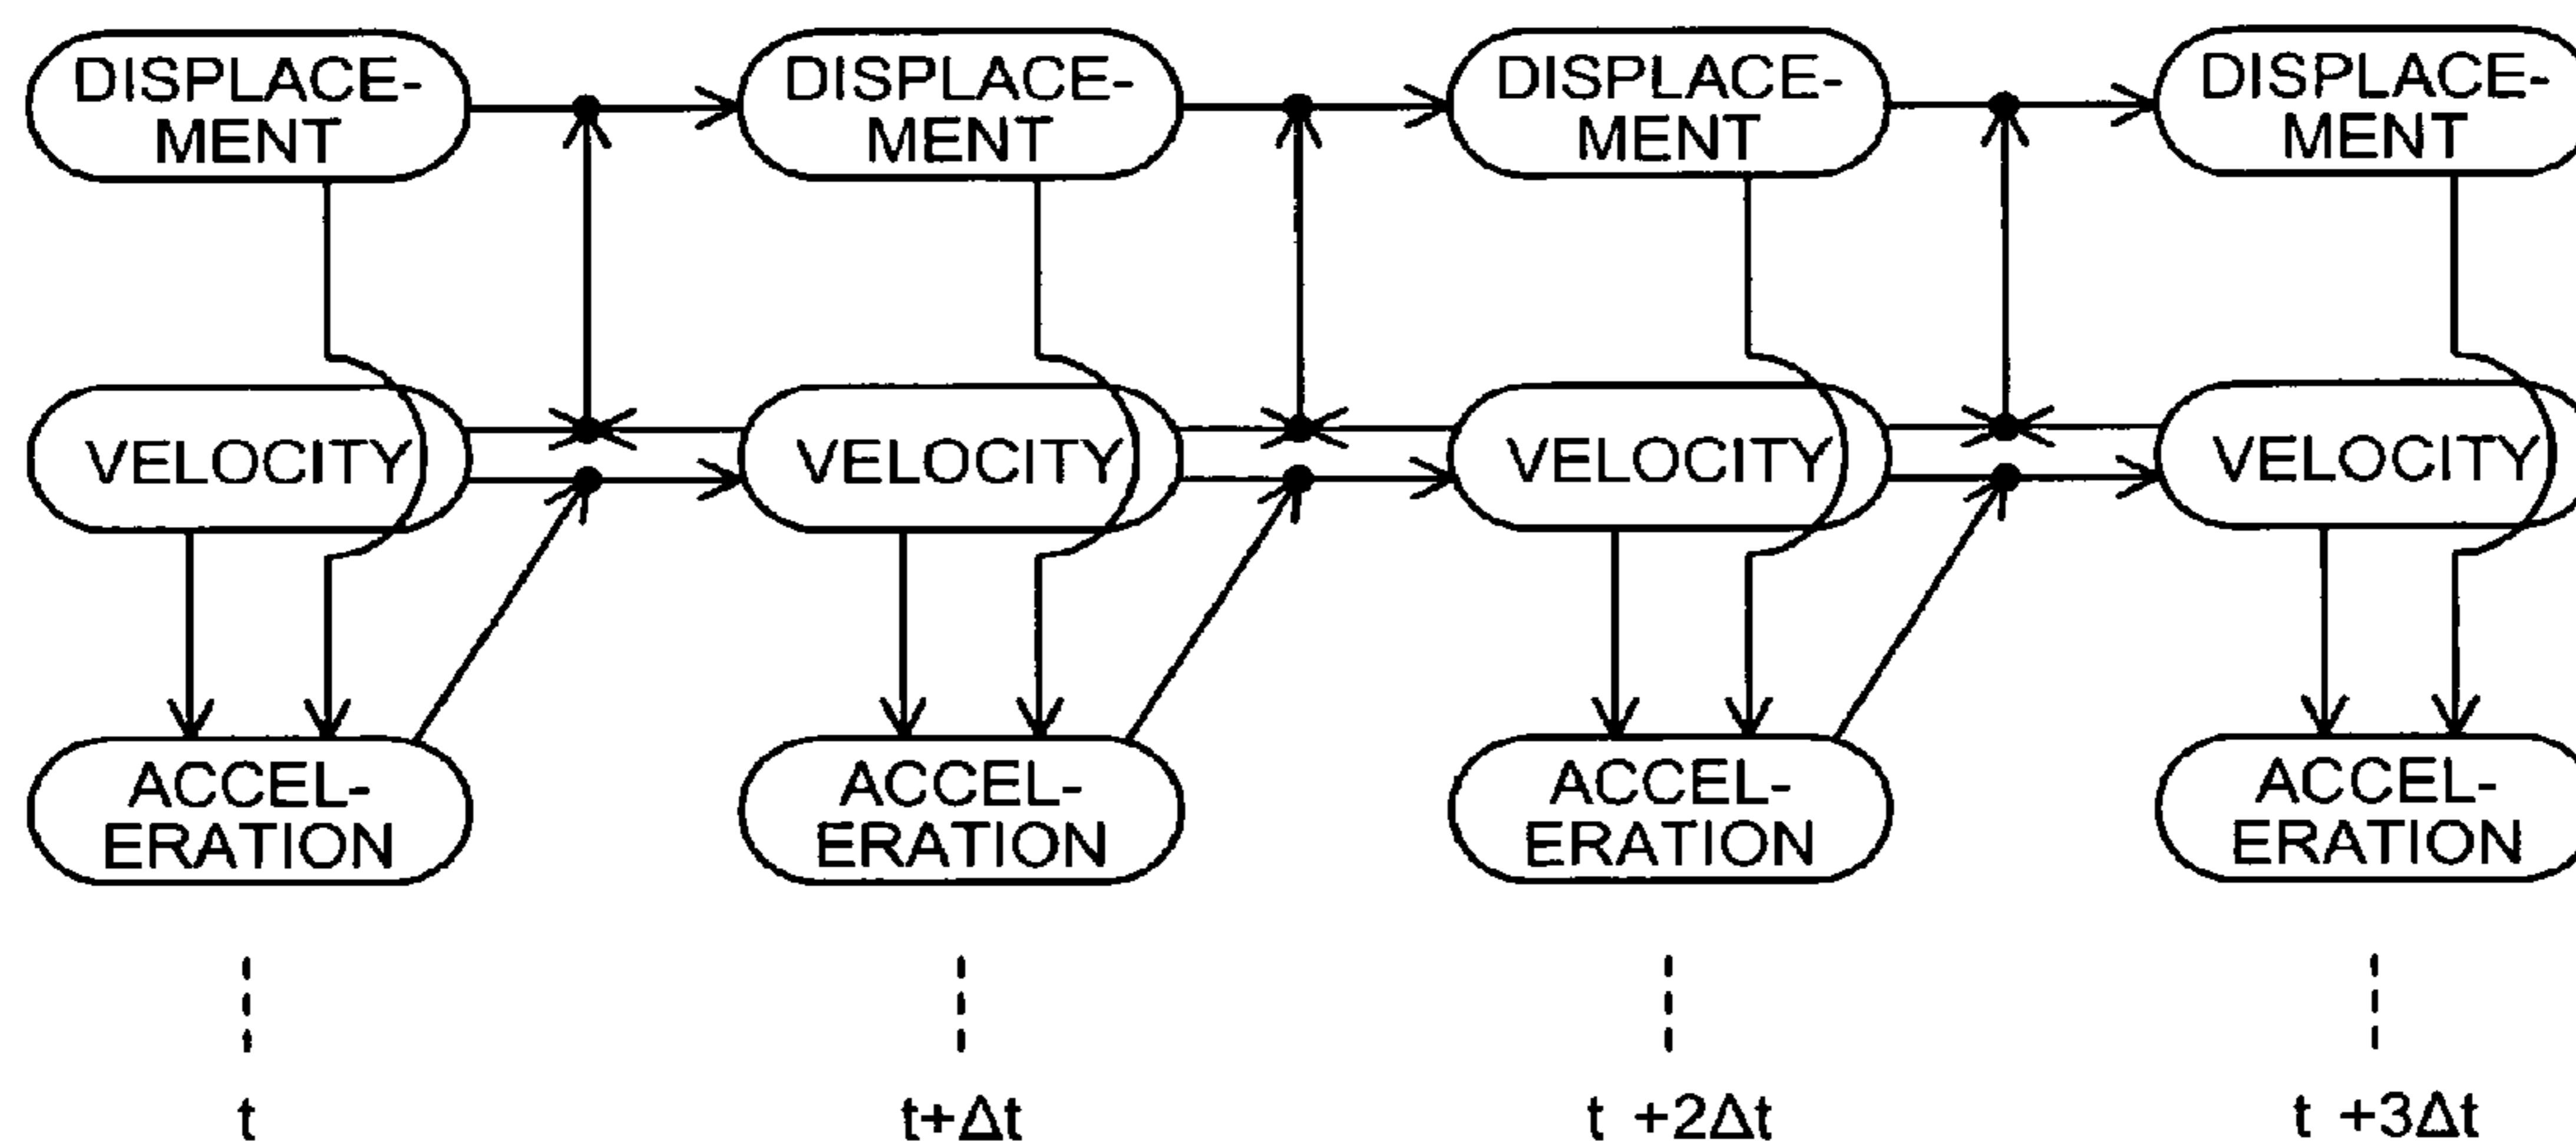 DISPLACE-
MENT
DISPLACE-
MENT
DISPLACE-
MENT
DISPLACE-
MENT
VELOCITY
VELOCITY
VELOCITY
VELOCITY
ACCEL-
ERATION
ACCEL-
ERATION
ACCEL-
ERATION
ACCEL-
ERATION
t
t+Δt
t +2Δt
t +3Δt